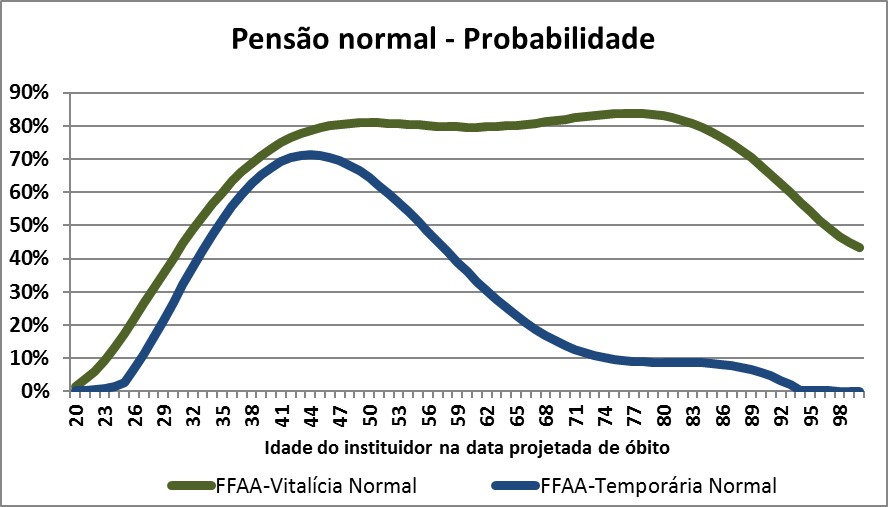 Pensão normal - Probabilidade
90%
80%
70%
60%
50%
40%
30%
20%
10%
0%
20 23 26 29 32 35 38 41 44 47 50 53 56 59 62 65 68 71 74 77 80 83 86 89 92 95 98
Idade do instituidor na data projetada de óbito
FFAA-Vitalícia Normal FFAA-Temporária Normal